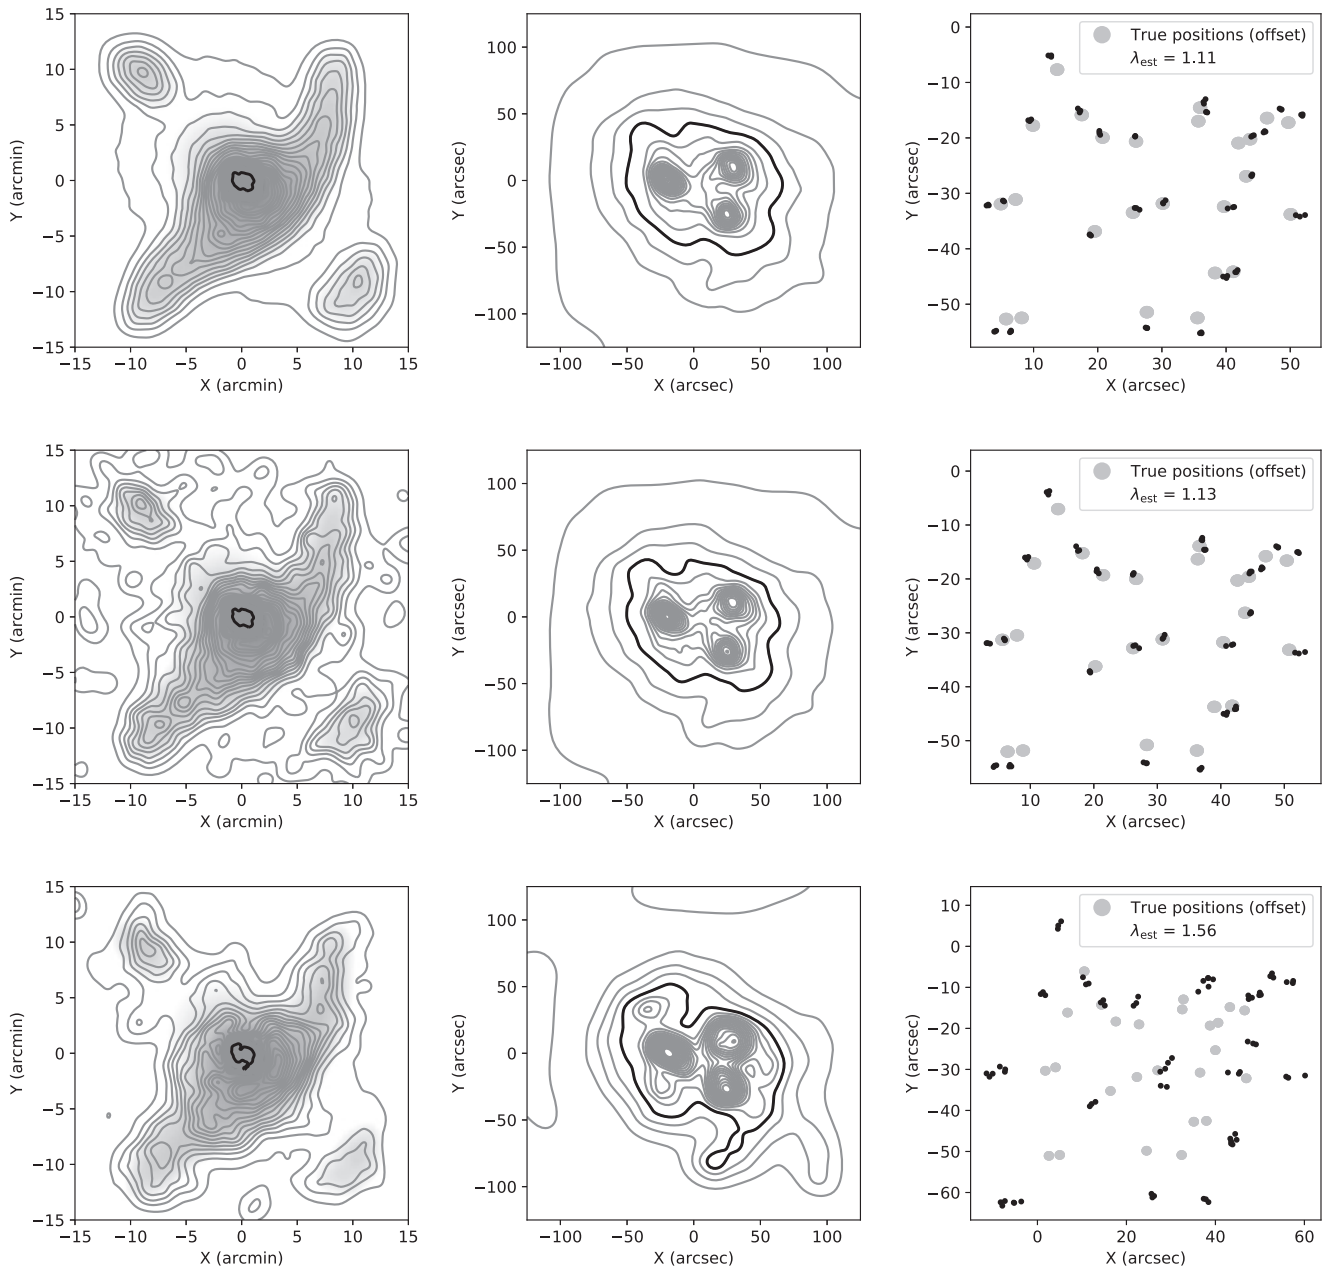 15
10
5
0
−5
−10
−15
Y (arcmin)
−15 −10 −5 0 5 10 15
X (arcmin)
100
50
0
−50
−100
Y (arcsec)
−100 −50 0 50 100
X (arcsec)
0
−10
−20
−30
−40
−50
Y (arcsec)
10 20 30 40 50
X (arcsec)
True positions (offset)
λest = 1.11
15
10
5
0
−5
−10
−15
Y (arcmin)
−15 −10 −5 0 5 10 15
X (arcmin)
100
50
0
−50
−100
Y (arcsec)
−100 −50 0 50 100
X (arcsec)
0
−10
−20
−30
−40
−50
Y (arcsec)
10 20 30 40 50
X (arcsec)
True positions (offset)
λest = 1.13
15
10
5
0
−5
−10
−15
Y (arcmin)
−15 −10 −5 0 5 10 15
X (arcmin)
100
50
0
−50
−100
Y (arcsec)
−100 −50 0 50 100
X (arcsec)
10
0
−10
−20
−30
−40
−50
−60
Y (arcsec)
0 20 40 60
X (arcsec)
True positions (offset)
λest = 1.56